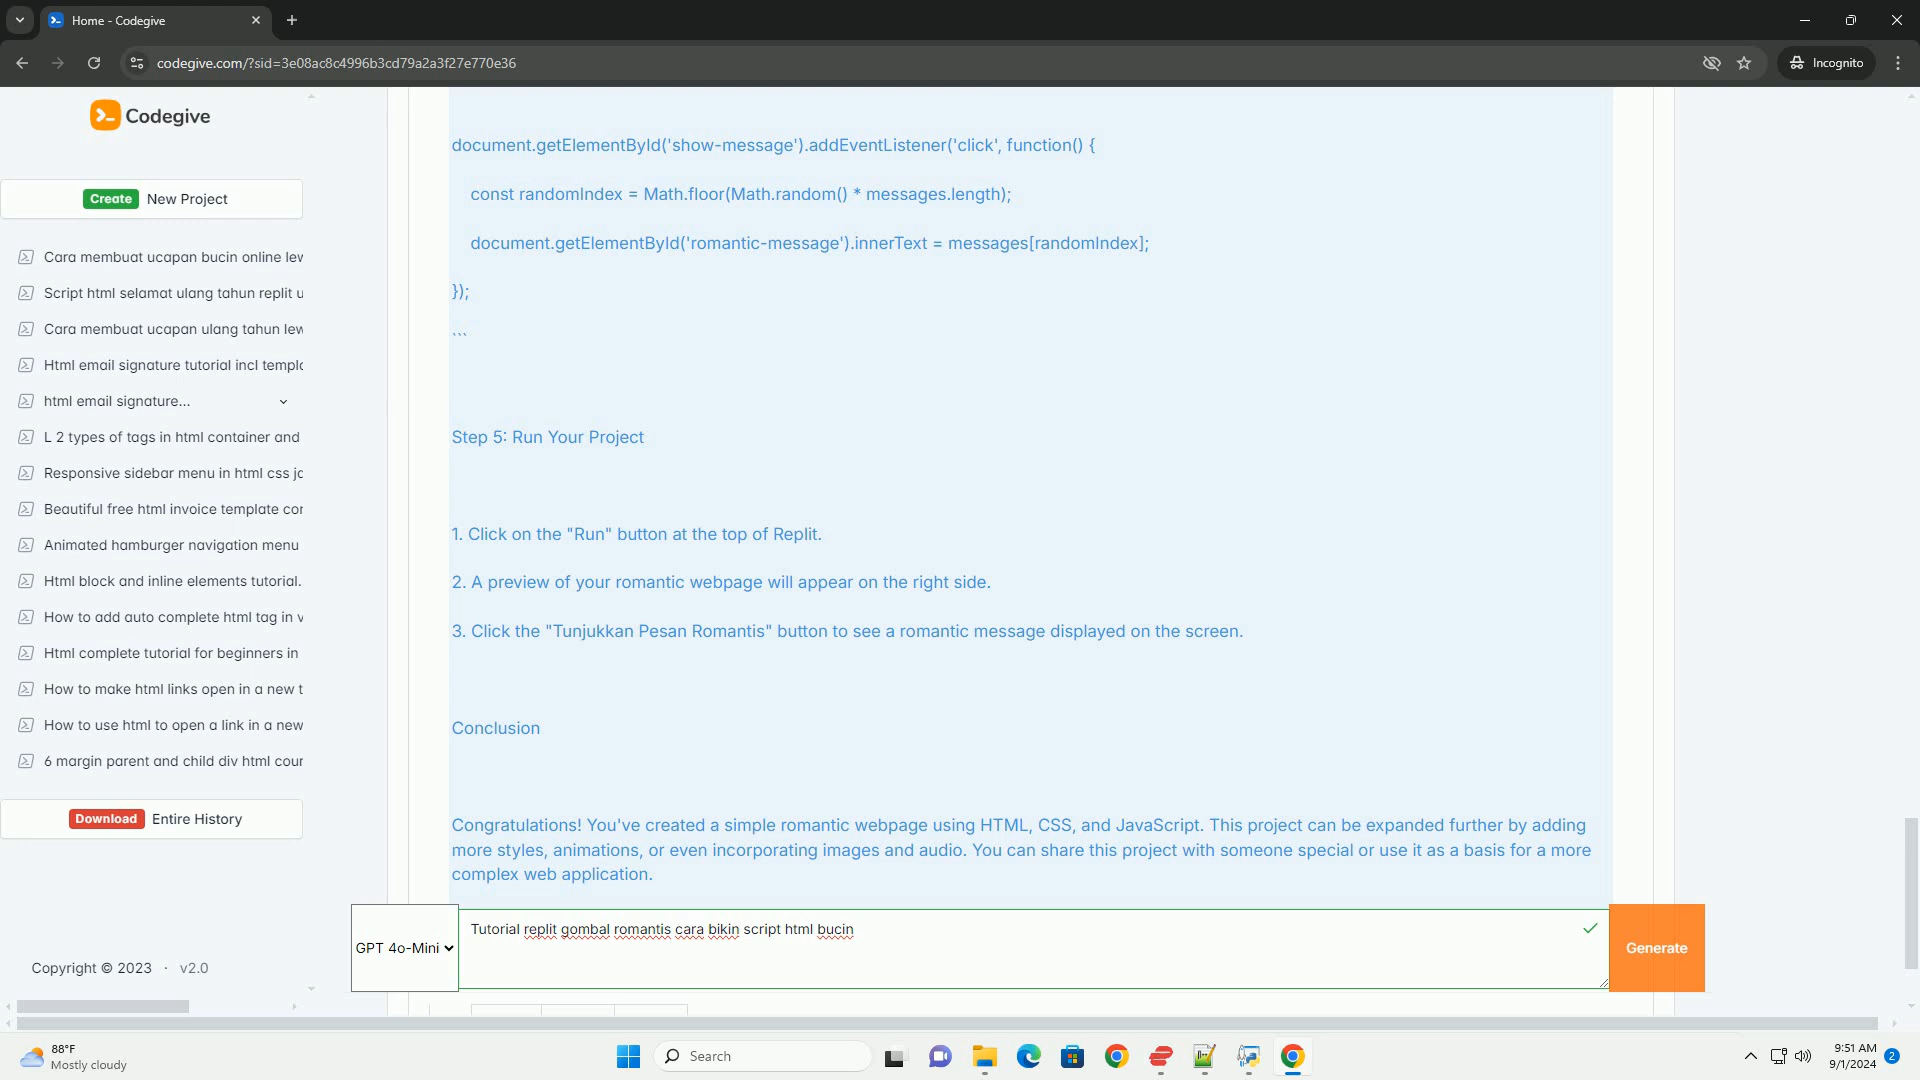 Home - Codegive
codegive.com/?sid=3e08ac8c4996b3cd79a2a3f27e770e36
Incognito
Codegive
Create New Project
Cara membuat ucapan bucin online lew
Script html selamat ulang tahun replit u
Cara membuat ucapan ulang tahun lew
Html email signature tutorial incl templa
html email signature...
L 2 types of tags in html container and
Responsive sidebar menu in html css ja
Beautiful free html invoice template cor
Animated hamburger navigation menu
Html block and inline elements tutorial.
How to add auto complete html tag in v
Html complete tutorial for beginners in
How to make html links open in a new t
How to use html to open a link in a new
6 margin parent and child div html cour
Download Entire History
Copyright © 2023 · v2.0
document.getElementById('show-message').addEventListener('click', function() {
const randomIndex = Math.floor(Math.random() * messages.length);
document.getElementById('romantic-message').innerText = messages[randomIndex];
});
```
Step 5: Run Your Project
1. Click on the "Run" button at the top of Replit.
2. A preview of your romantic webpage will appear on the right side.
3. Click the "Tunjukkan Pesan Romantis" button to see a romantic message displayed on the screen.
Conclusion
Congratulations! You've created a simple romantic webpage using HTML, CSS, and JavaScript. This project can be expanded further by adding
more styles, animations, or even incorporating images and audio. You can share this project with someone special or use it as a basis for a more
complex web application.
GPT 4o-Mini
Tutorial replit gombal romantis cara bikin script html bucin
Generate
88°F
Mostly cloudy
Search
9:51 AM
9/1/2024
2